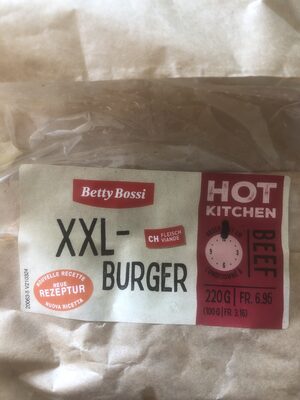 Betty Bossi
XXL-
BURGER
CH FLEISCH
VIANDE
NOUVELLE RECETTE
NEUE
REZEPTUR
NUOVA RICETTA
HOT
KITCHEN
BEEF
220 G | FR. 6.95
(100 G | FR. 3.16)